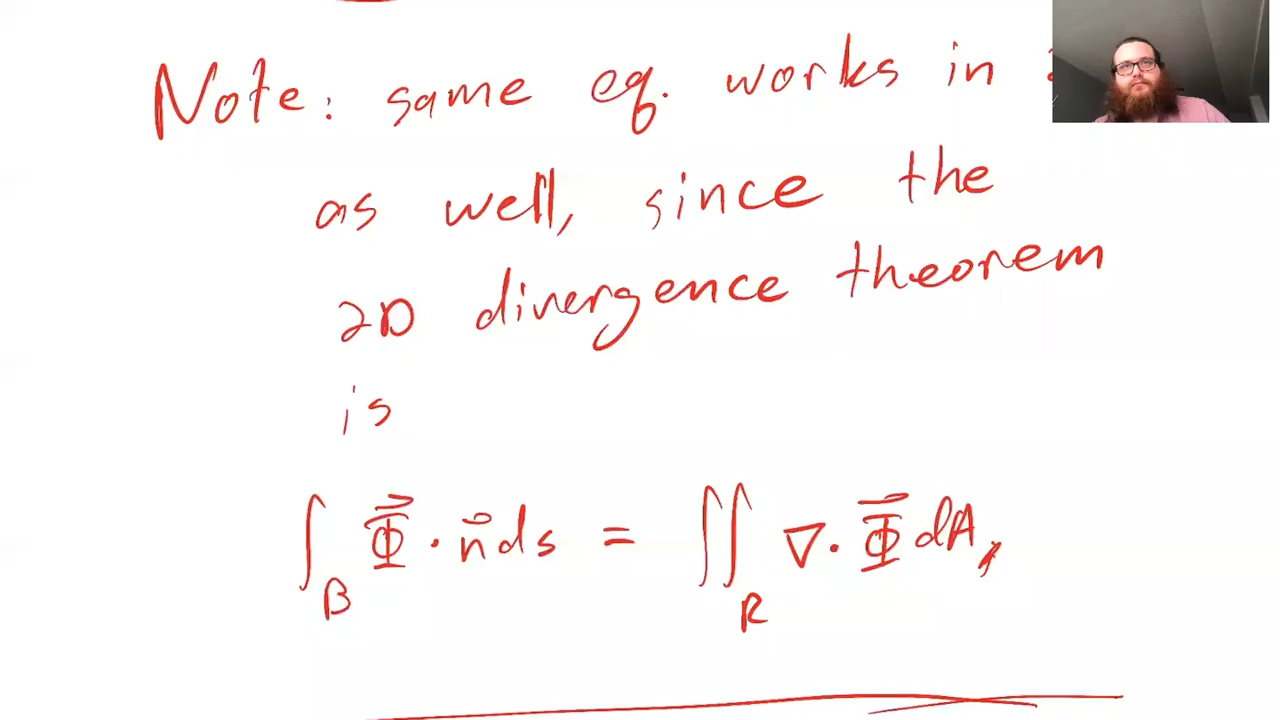 Note: same eq. works in
as well, since the
2D divergence theorem
is
∫_B Φ⃗ · n⃗ ds = ∬_R ∇ · Φ⃗ dA,